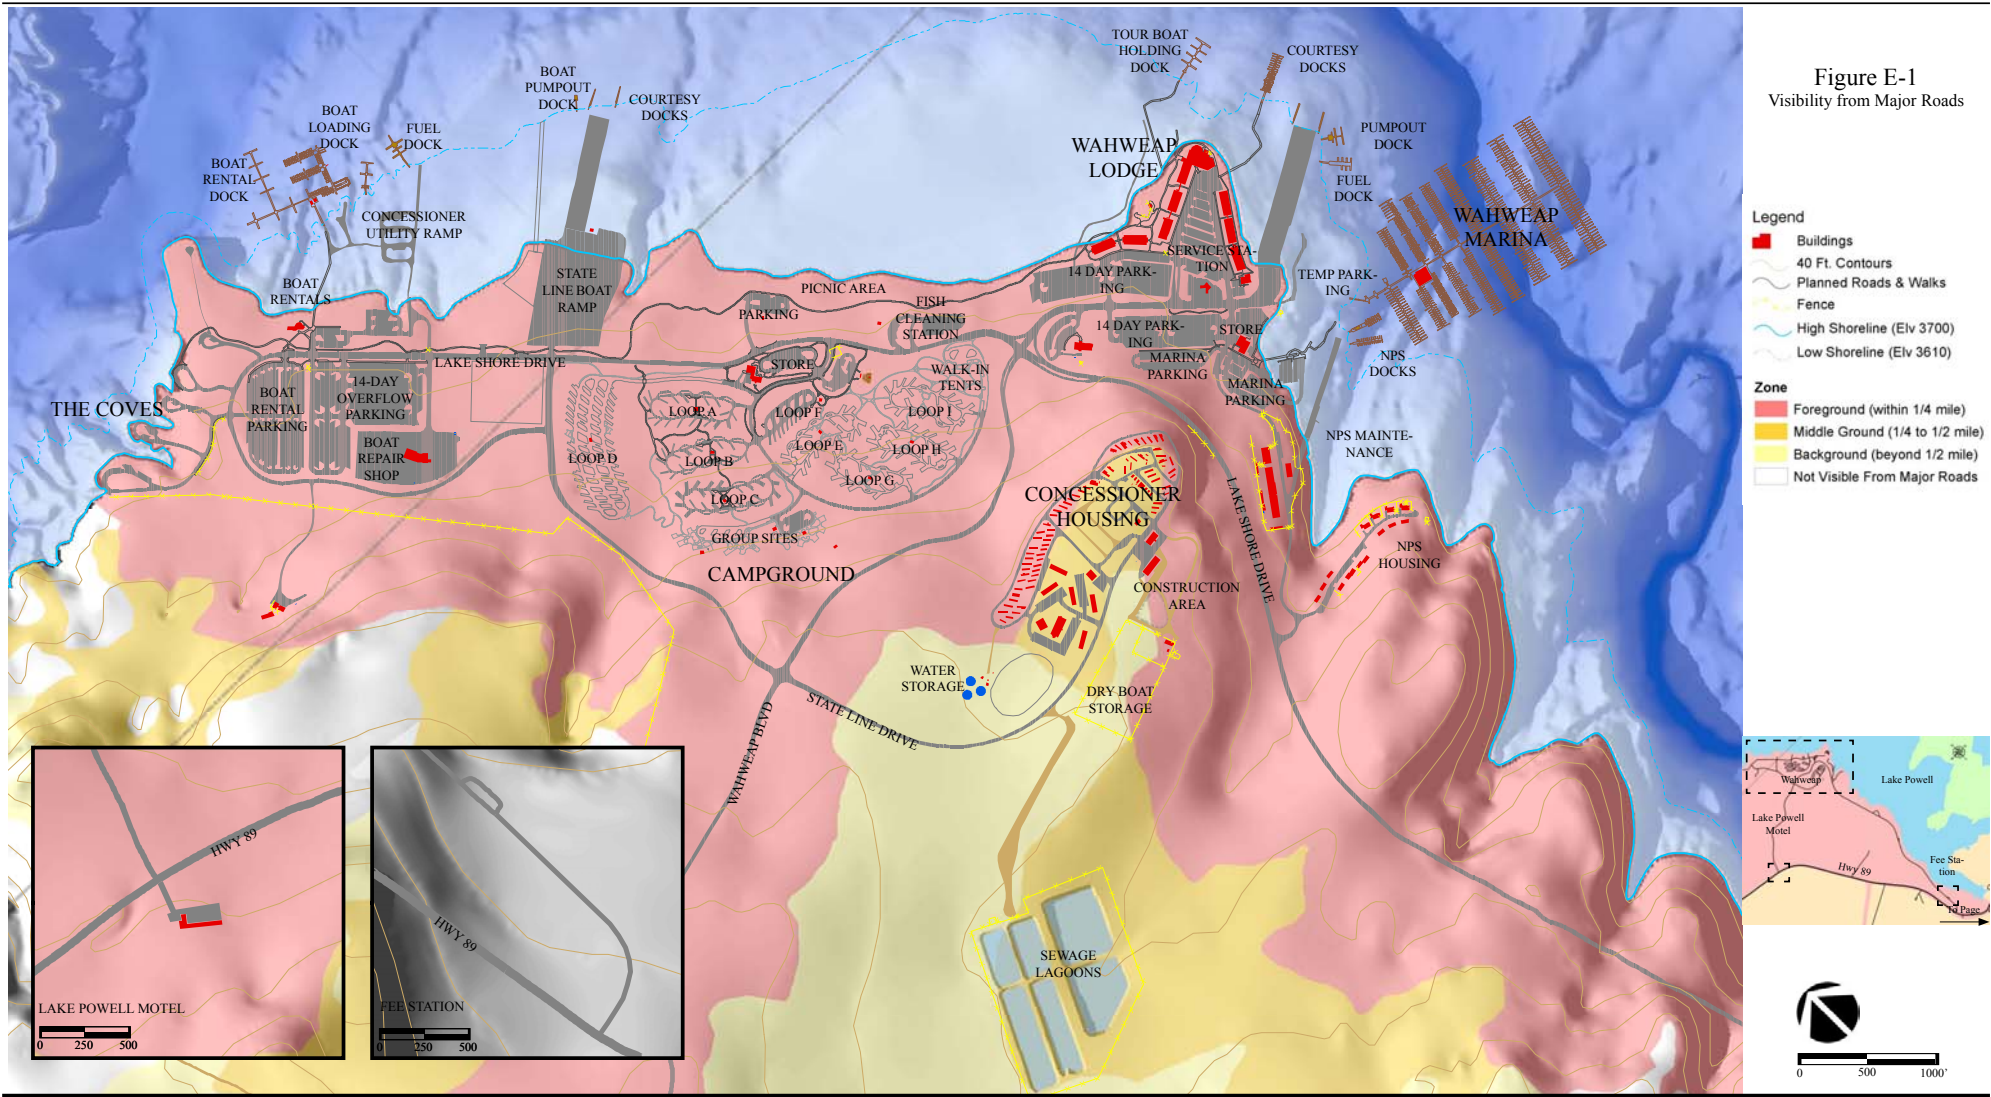 TOUR BOAT
HOLDING
DOCK
COURTESY
DOCKS
BOAT
PUMPOUT
DOCK
COURTESY
DOCKS
BOAT
LOADING
DOCK
FUEL
DOCK
BOAT
RENTAL
DOCK
PUMPOUT
DOCK
FUEL
DOCK
WAHWEAP
LODGE
WAHWEAP
MARINA
CONCESSIONER
UTILITY RAMP
SERVICE STA-
TION
STATE
LINE BOAT
RAMP
BOAT
RENTALS
PICNIC AREA
14 DAY PARK-
ING
TEMP PARK-
ING
PARKING
FISH
CLEANING
STATION
14 DAY PARK-
ING
STORE
LAKE SHORE DRIVE
STORE
WALK-IN
TENTS
MARINA
PARKING
NPS
DOCKS
MARINA
PARKING
THE COVES
BOAT
RENTAL
PARKING
14-DAY
OVERFLOW
PARKING
BOAT
REPAIR
SHOP
LOOP A
LOOP F
LOOP I
LOOP D
LOOP B
LOOP E
LOOP H
LOOP G
LOOP C
GROUP SITES
CAMPGROUND
CONCESSIONER
HOUSING
NPS MAINTE-
NANCE
LAKE SHORE DRIVE
NPS
HOUSING
CONSTRUCTION
AREA
WATER
STORAGE
DRY BOAT
STORAGE
STATE LINE DRIVE
WAHWEAP BLVD
SEWAGE
LAGOONS
HWY 89
LAKE POWELL MOTEL
0 250 500
HWY 89
FEE STATION
0 250 500
Figure E-1
Visibility from Major Roads
Legend
Buildings
40 Ft. Contours
Planned Roads & Walks
Fence
High Shoreline (Elv 3700)
Low Shoreline (Elv 3610)
Zone
Foreground (within 1/4 mile)
Middle Ground (1/4 to 1/2 mile)
Background (beyond 1/2 mile)
Not Visible From Major Roads
Wahweap
Lake Powell
Lake Powell
Motel
Hwy 89
Fee Sta-
tion
To Page
0 500 1000'